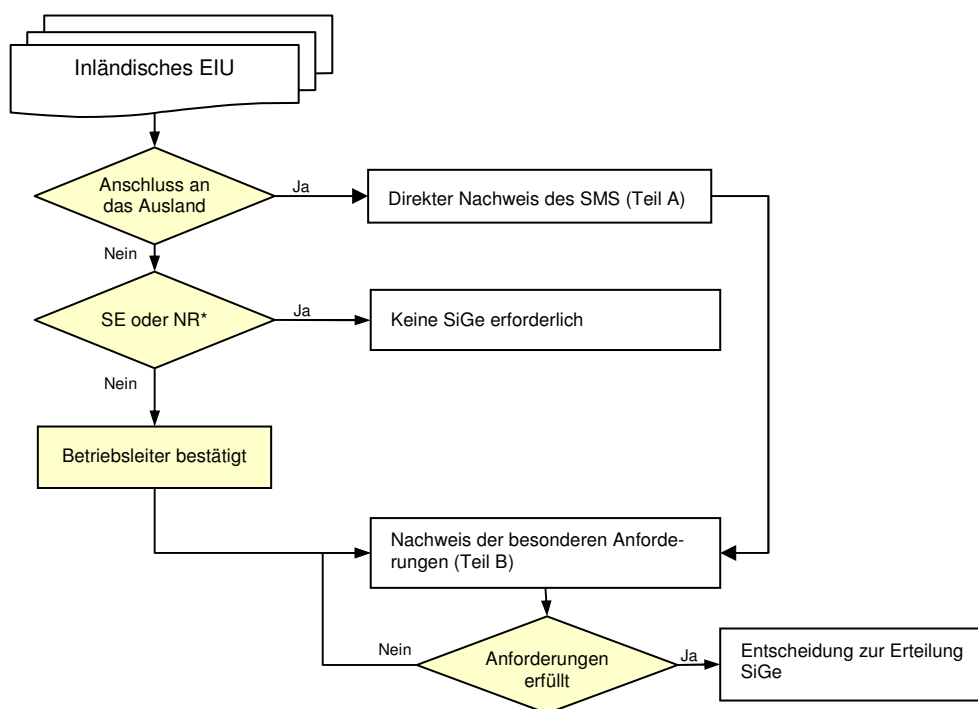 Inländisches EIU
Anschluss an
das Ausland
Ja
Direkter Nachweis des SMS (Teil A)
Nein
SE oder NR*
Ja
Keine SiGe erforderlich
Nein
Betriebsleiter bestätigt
Nachweis der besonderen Anforde-
rungen (Teil B)
Nein
Anforderungen
erfüllt
Ja
Entscheidung zur Erteilung
SiGe